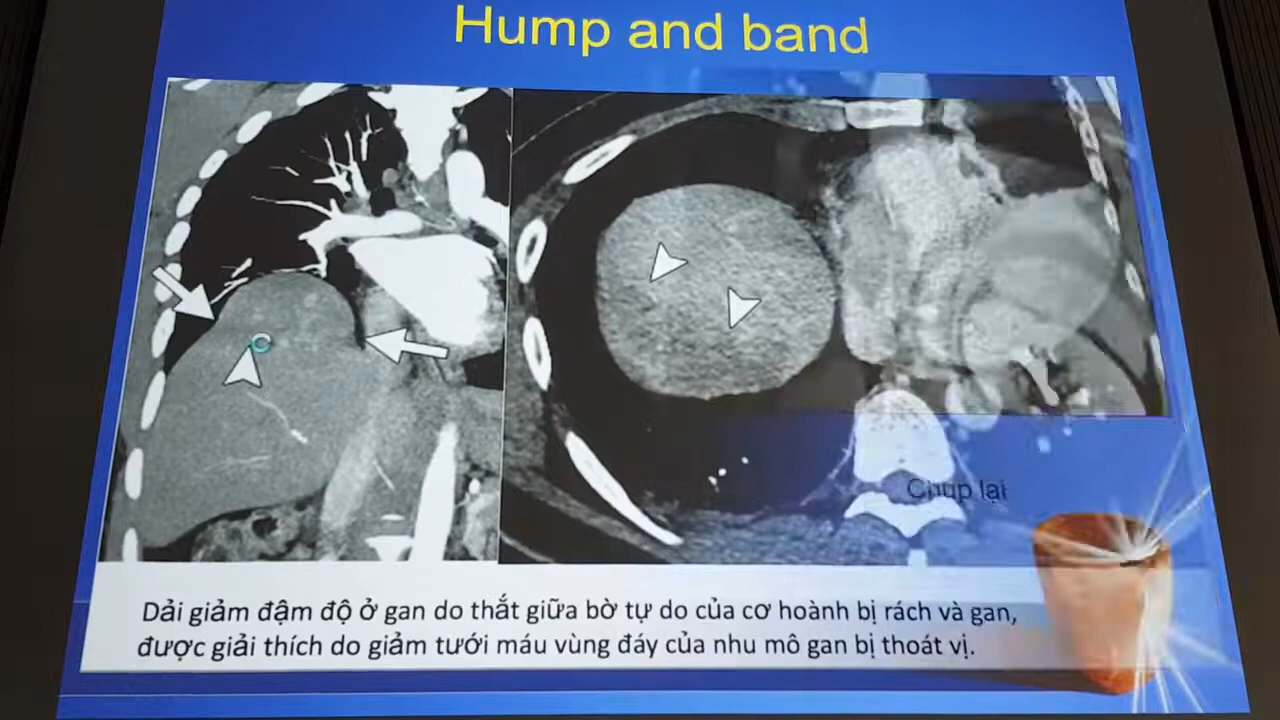 Hump and band
Chụp lại
Dải giảm đậm độ ở gan do thắt giữa bờ tự do của cơ hoành bị rách và gan,
được giải thích do giảm tưới máu vùng đáy của nhu mô gan bị thoát vị.